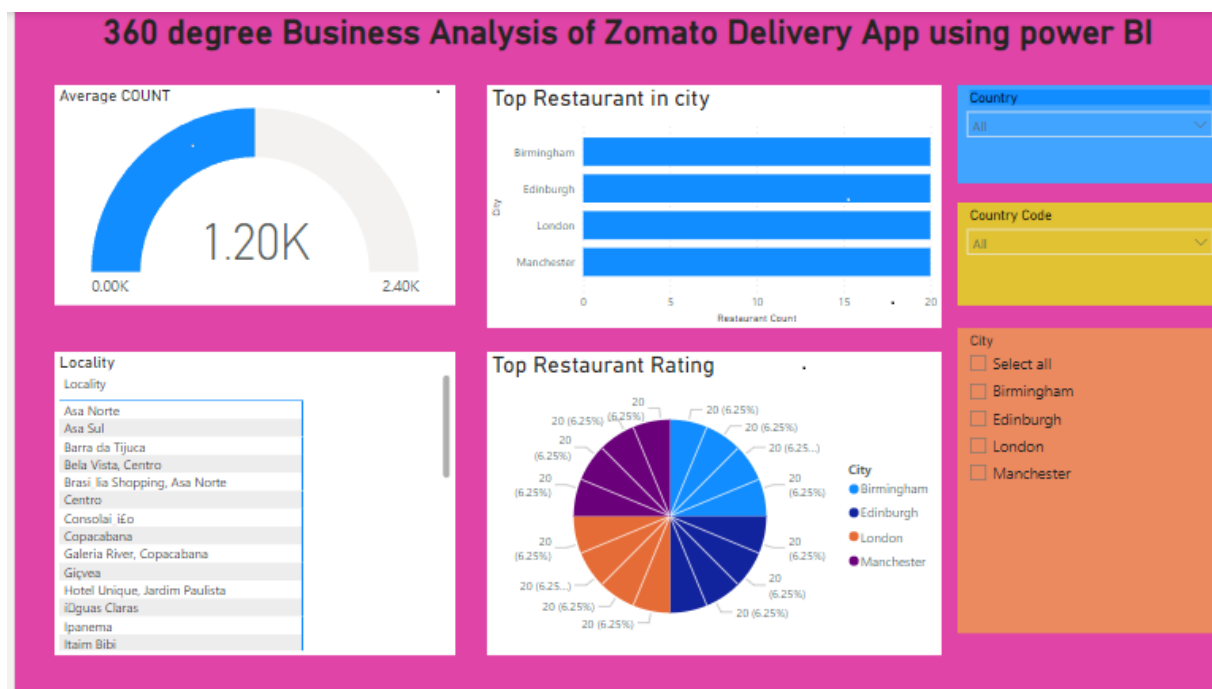 360 degree Business Analysis of Zomato Delivery App using power BI
Average COUNT
1.20K
0.00K
2.40K
Top Restaurant in city
City
Birmingham
Edinburgh
London
Manchester
0 5 10 15 20
Restaurant Count
Country
All
Country Code
All
City
Select all
Birmingham
Edinburgh
London
Manchester
Locality
Locality
Asa Norte
Asa Sul
Barra da Tijuca
Bela Vista, Centro
Lia Shopping, Asa Norte
Centro
Copacabana
Galeria River, Copacabana
Giçvea
Hotel Unique, Jardim Paulista
Claras
Ipanema
Itaim Bibi
Top Restaurant Rating
20
(6.25%)
20 (6.25%)
20 (6.25%)
20 (6.25%)
20 (6.25...)
20
(6.25%)
20
(6.25%)
20
(6.25%)
20
(6.25%)
20
(6.25%)
20
(6.25%)
20 (6.25...)
20 (6.25%)
20 (6.25%)
20
(6.25%)
20 (6.25%)
City
Birmingham
Edinburgh
London
Manchester